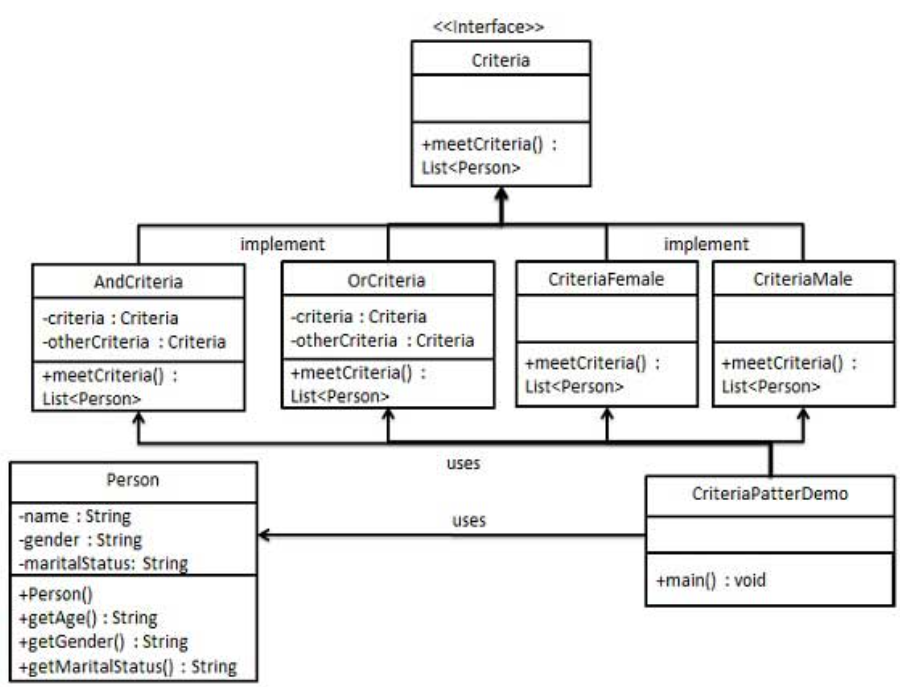 <<Interface>>
Criteria
+meetCriteria() :
List<Person>
implement
implement
AndCriteria
-criteria : Criteria
-otherCriteria : Criteria
+meetCriteria() :
List<Person>
OrCriteria
-criteria : Criteria
-otherCriteria : Criteria
+meetCriteria() :
List<Person>
CriteriaFemale
+meetCriteria() :
List<Person>
CriteriaMale
+meetCriteria() :
List<Person>
uses
Person
-name : String
-gender : String
-maritalStatus: String
+Person()
+getAge() : String
+getGender() : String
+getMaritalStatus() : String
uses
CriteriaPatterDemo
+main() : void